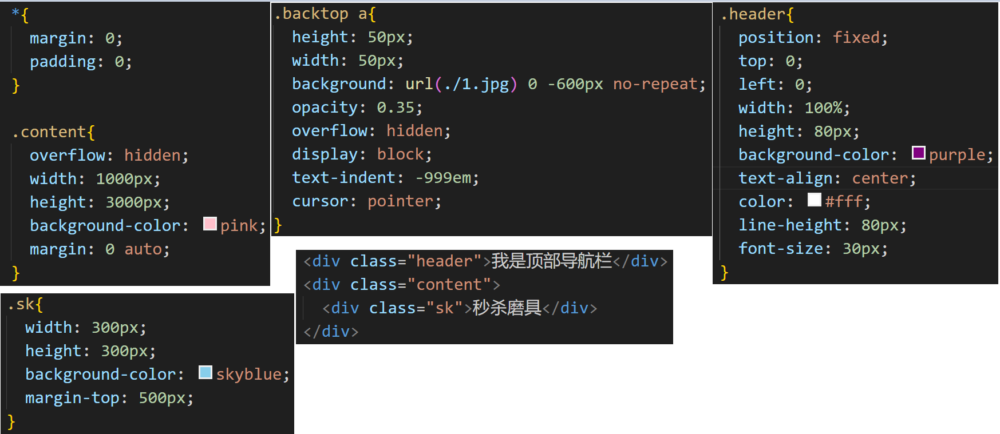 *{
margin: 0;
padding: 0;
}
.content{
overflow: hidden;
width: 1000px;
height: 3000px;
background-color: pink;
margin: 0 auto;
}
.sk{
width: 300px;
height: 300px;
background-color: skyblue;
margin-top: 500px;
}
.backtop a{
height: 50px;
width: 50px;
background: url(./1.jpg) 0 -600px no-repeat;
opacity: 0.35;
overflow: hidden;
display: block;
text-indent: -999em;
cursor: pointer;
}
<div class="header">我是顶部导航栏</div>
<div class="content">
<div class="sk">秒杀磨具</div>
</div>
.header{
position: fixed;
top: 0;
left: 0;
width: 100%;
height: 80px;
background-color: purple;
text-align: center;
color: #fff;
line-height: 80px;
font-size: 30px;
}